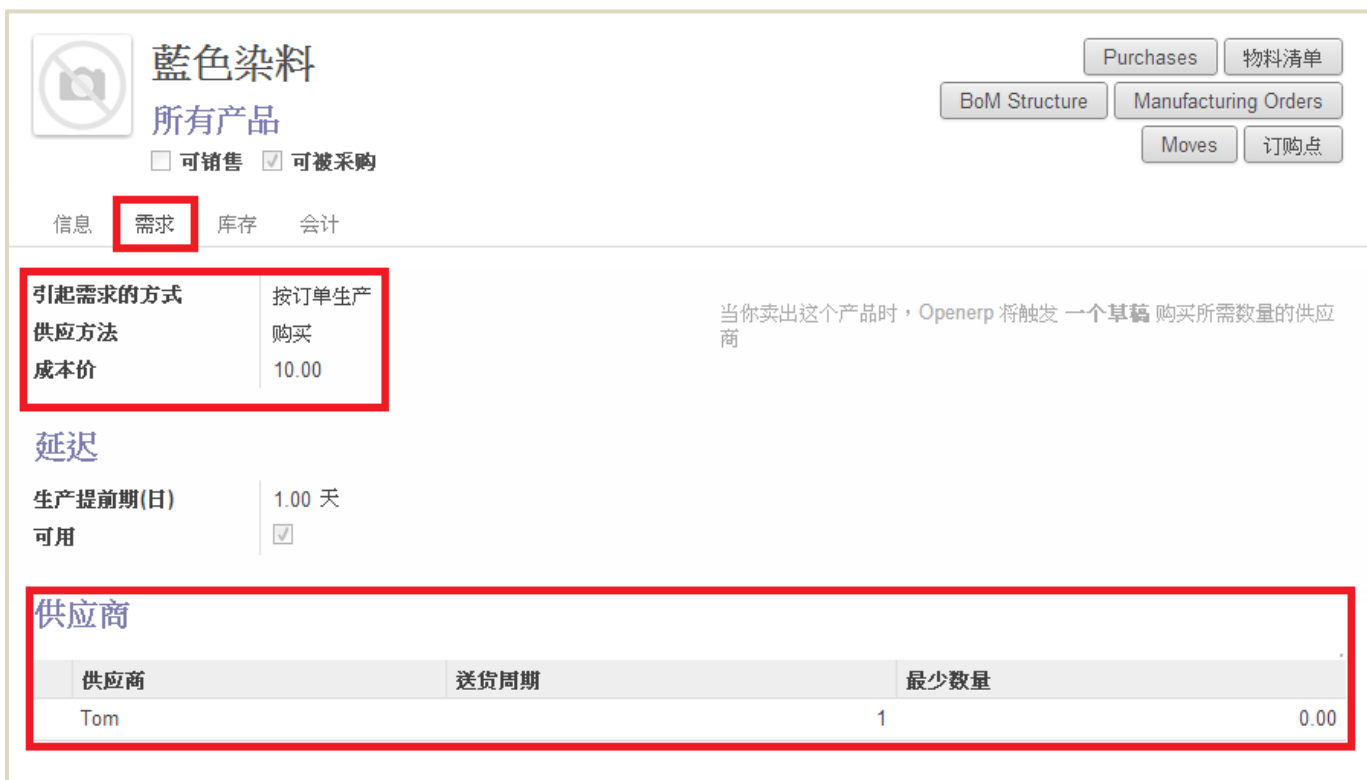 藍色染料
所有产品
可销售 可被采购
Purchases 物料清单
BoM Structure Manufacturing Orders
Moves 订购点
信息 需求 库存 会计
引起需求的方式 按订单生产
供应方法 购买
成本价 10.00
当你卖出这个产品时，Openerp 将触发 一个草稿 购买所需数量的供应
商
延迟
生产提前期(日) 1.00 天
可用
供应商
供应商 送货周期 最少数量
Tom 1 0.00